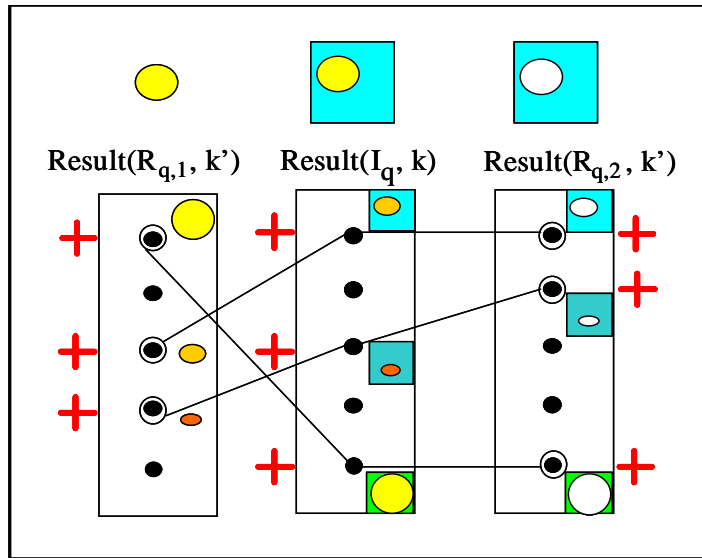 Result(R_q,1, k’) Result(I_q, k) Result(R_q,2, k’)